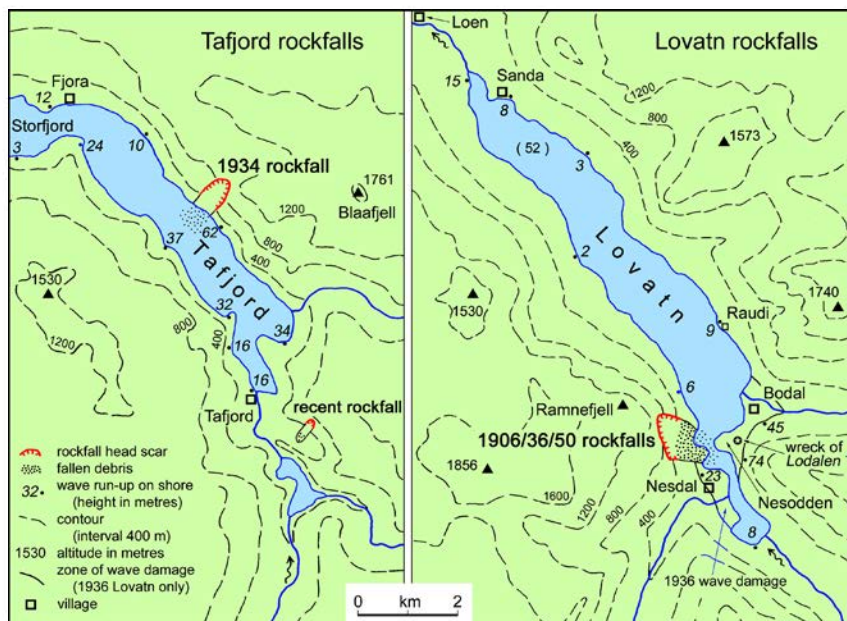 Tafjord rockfalls
Fjora
12
Storfjord
3
24
10
1934 rockfall
1761
Blaafjell
1200
800
400
62
37
Tafjord
1530
1200
32
34
800
400
16
16
Tafjord
recent rockfall
rockfall head scar
fallen debris
32 wave run-up on shore
(height in metres)
contour
(interval 400 m)
1530 altitude in metres
zone of wave damage
(1936 Lovatn only)
village
0 km 2
Lovatn rockfalls
Loen
15
Sanda
8
1200
800
400
1573
(52)
3
Lovatn
2
1530
1740
Raudi
9
6
Ramnefjell
Bodal
1906/36/50 rockfalls
45
wreck of
Lodalen
74
1856
23
Nesdal
Nesodden
1600
1200
800
400
8
1936 wave damage